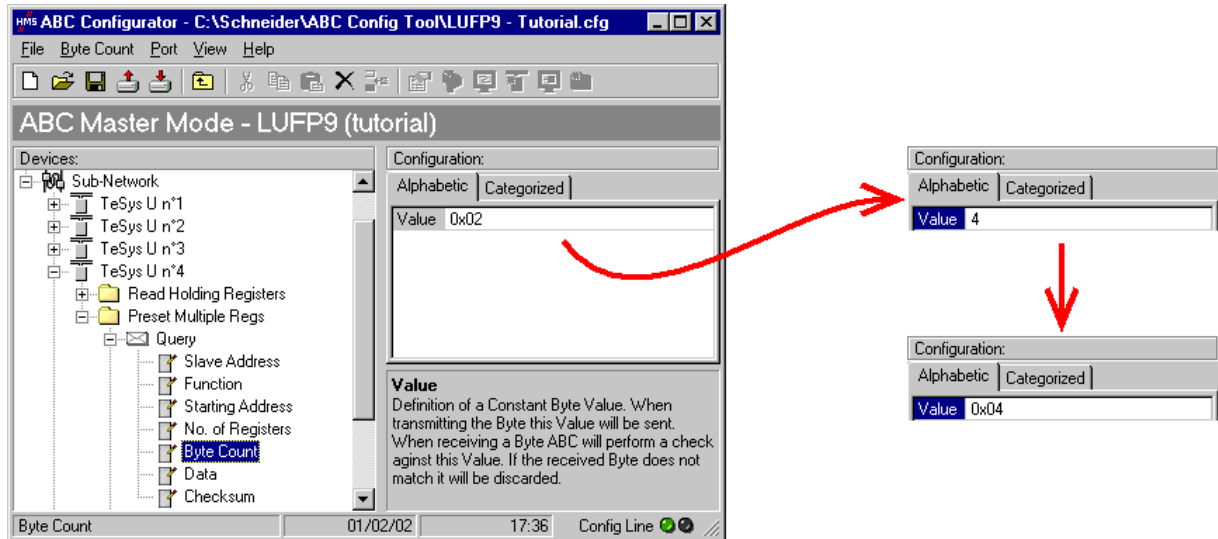 HMS ABC Configurator - C:\Schneider\ABC Config Tool\LUFP9 - Tutorial.cfg
File Byte Count Port View Help
ABC Master Mode - LUFP9 (tutorial)
Devices:
Sub-Network
TeSys U n°1
TeSys U n°2
TeSys U n°3
TeSys U n°4
Read Holding Registers
Preset Multiple Regs
Query
Slave Address
Function
Starting Address
No. of Registers
Byte Count
Data
Checksum
Configuration:
Alphabetic Categorized
Value 0x02
Value
Definition of a Constant Byte Value. When
transmitting the Byte this Value will be sent.
When receiving a Byte ABC will perform a check
aginst this Value. If the received Byte does not
match it will be discarded.
Byte Count 01/02/02 17:36 Config Line
Configuration:
Alphabetic Categorized
Value 4
Configuration:
Alphabetic Categorized
Value 0x04